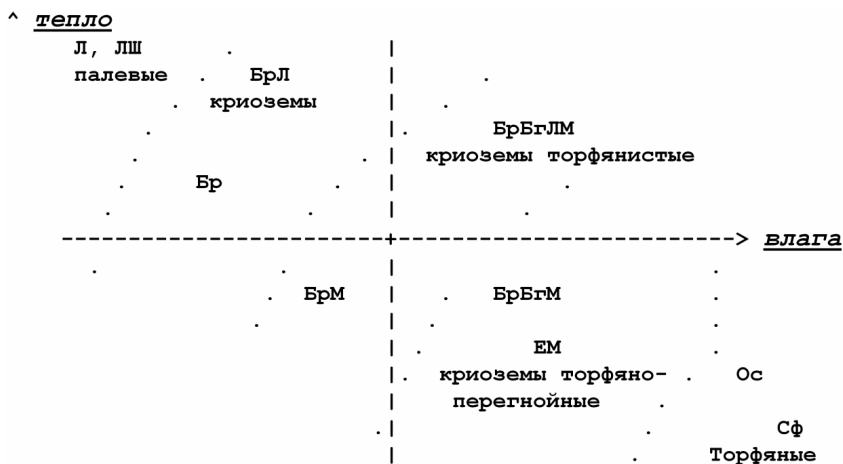 тепло
Л, ЛШ
палевые БрЛ
криоземы
БрБгЛМ
криоземы торфянистые
Бр
влага
БрМ БрБгМ
ЕМ
криоземы торфяно- Ос
перегнойные
Сф
Торфяные